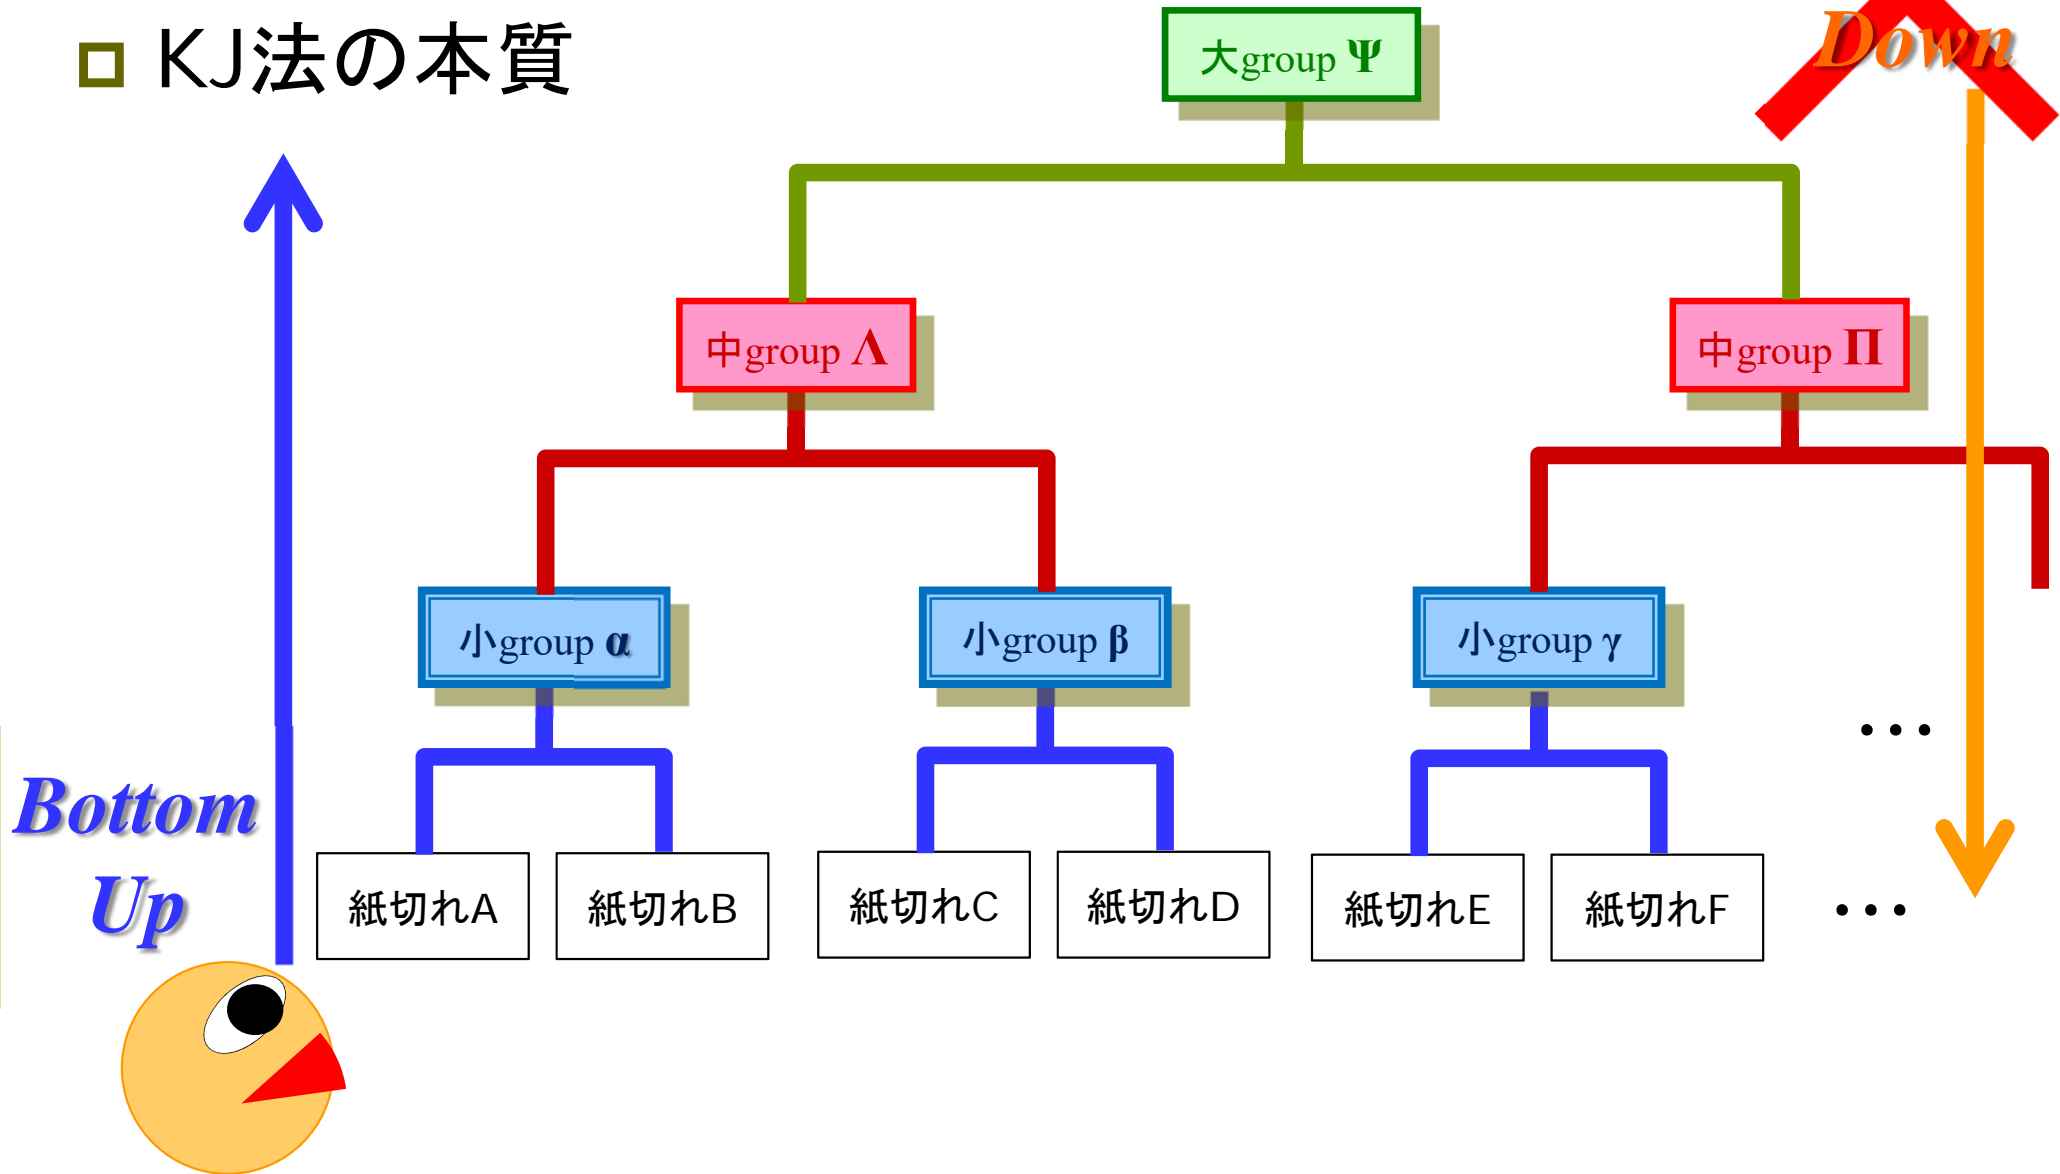 KJ法の本質
大group Ψ
Down
中group Λ
中group Π
小group α
小group β
小group γ
…
Bottom
Up
紙切れA
紙切れB
紙切れC
紙切れD
紙切れE
紙切れF
…